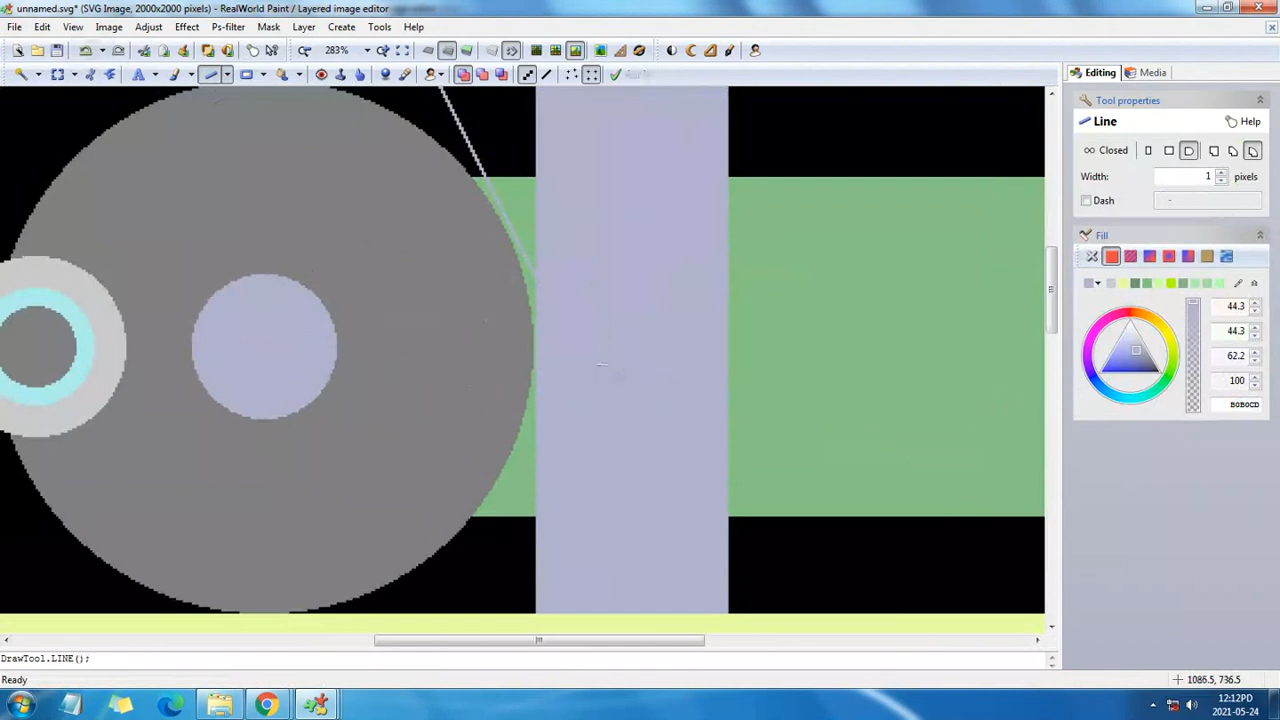 unnamed.svg* (SVG Image, 2000x2000 pixels) - RealWorld Paint / Layered image editor
File Edit View Image Adjust Effect Ps-filter Mask Layer Create Tools Help
283%
Editing Media
Tool properties
Line Help
Closed
Width: 1 pixels
Dash -
Fill
44.3
44.3
62.2
100
B0B0CD
DrawTool.LINE();
Ready 1086.5, 736.5
12:12PD
2021-05-24